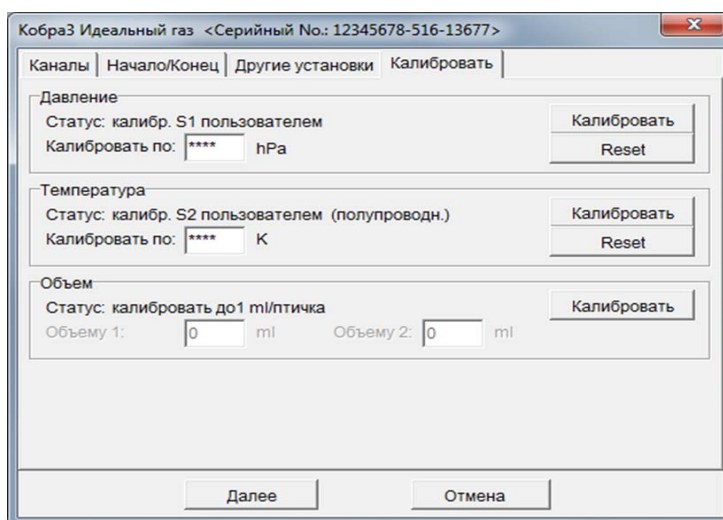 Кобра3 Идеальный газ <Серийный No.: 12345678-516-13677>
Каналы Начало/Конец Другие установки Калибровать
Давление
Статус: калибр. S1 пользователем Калибровать
Калибровать по: **** hPa Reset
Температура
Статус: калибр. S2 пользователем (полупроводн.) Калибровать
Калибровать по: **** K Reset
Объем
Статус: калибровать до1 ml/птичка Калибровать
Объему 1: 0 ml Объему 2: 0 ml
Далее Отмена